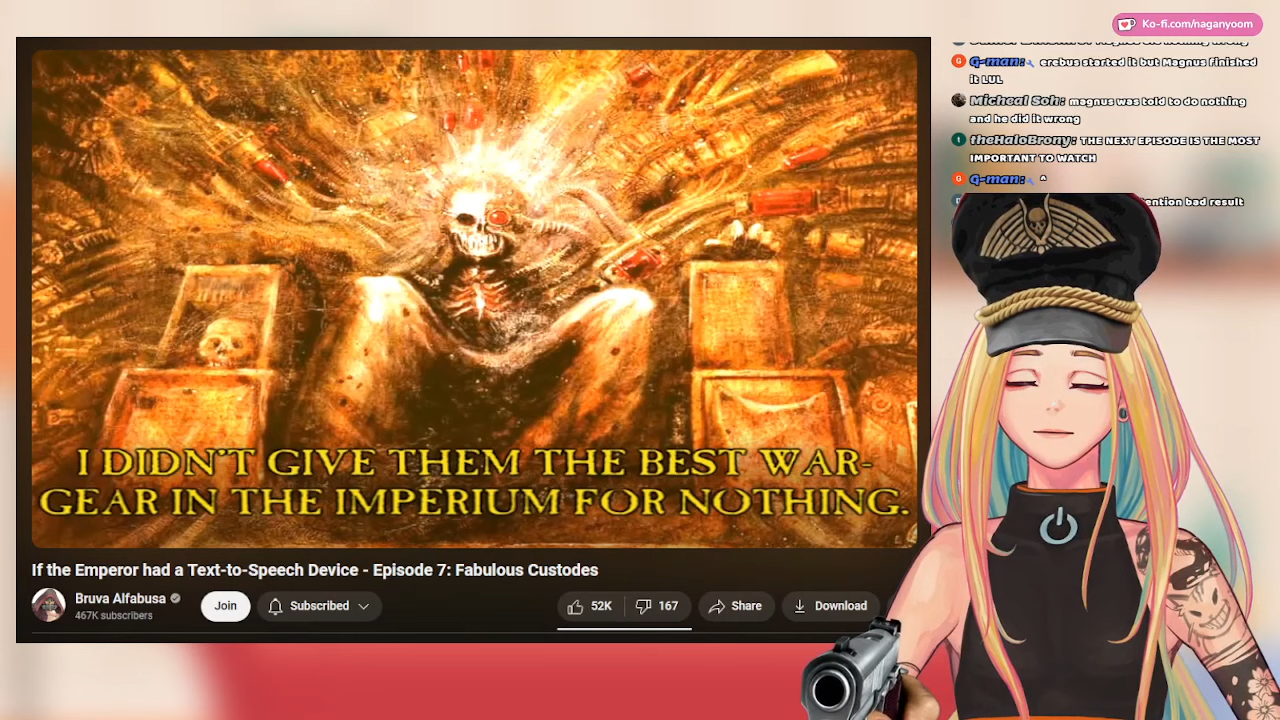 Ko-fi.com/naganyoom
G-man: erebus started it but Magnus finished
it LUL
Micheal Soh: magnus was told to do nothing
and he did it wrong
theHaloBrony: THE NEXT EPISODE IS THE MOST
IMPORTANT TO WATCH
G-man: ^
ention bad result
I DIDN'T GIVE THEM THE BEST WAR-
GEAR IN THE IMPERIUM FOR NOTHING.
If the Emperor had a Text-to-Speech Device - Episode 7: Fabulous Custodes
Bruva Alfabusa
467K subscribers
Join
Subscribed
52K
167
Share
Download